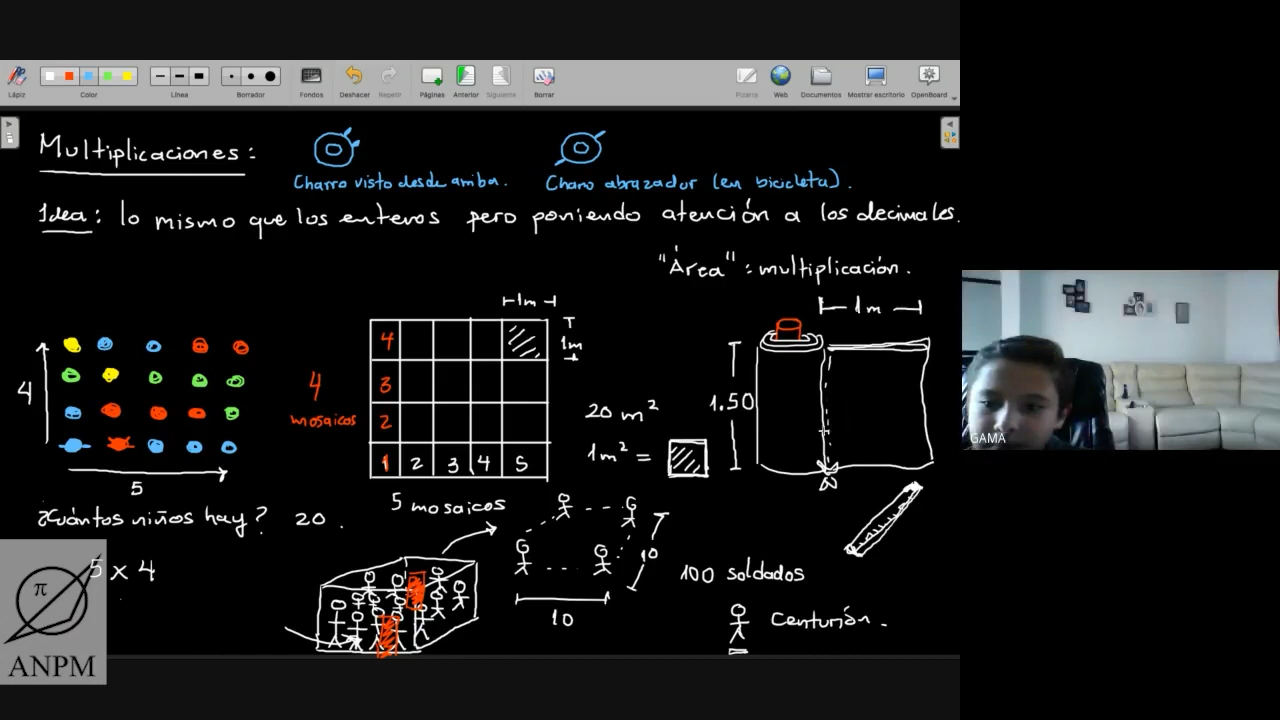 Lápiz Color Línea Borrador Fondos Deshacer Repetir Páginas Anterior Siguiente Borrar Pizarra Web Documentos Mostrar escritorio OpenBoard
Multiplicaciones:
Charro visto desde arriba. Charro abrazador (en bicicleta).
Idea: lo mismo que los enteros pero poniendo atención a los decimales.
"Área": multiplicación.
1m
1m
4
5
4
mosaicos
4
3
2
1 2 3 4 5
1m
5 mosaicos
20 m²
1m² =
1.50
¿Cuántos niños hay? 20.
5 x 4
10
10
100 soldados
Centurión.
GAMA
π
ANPM